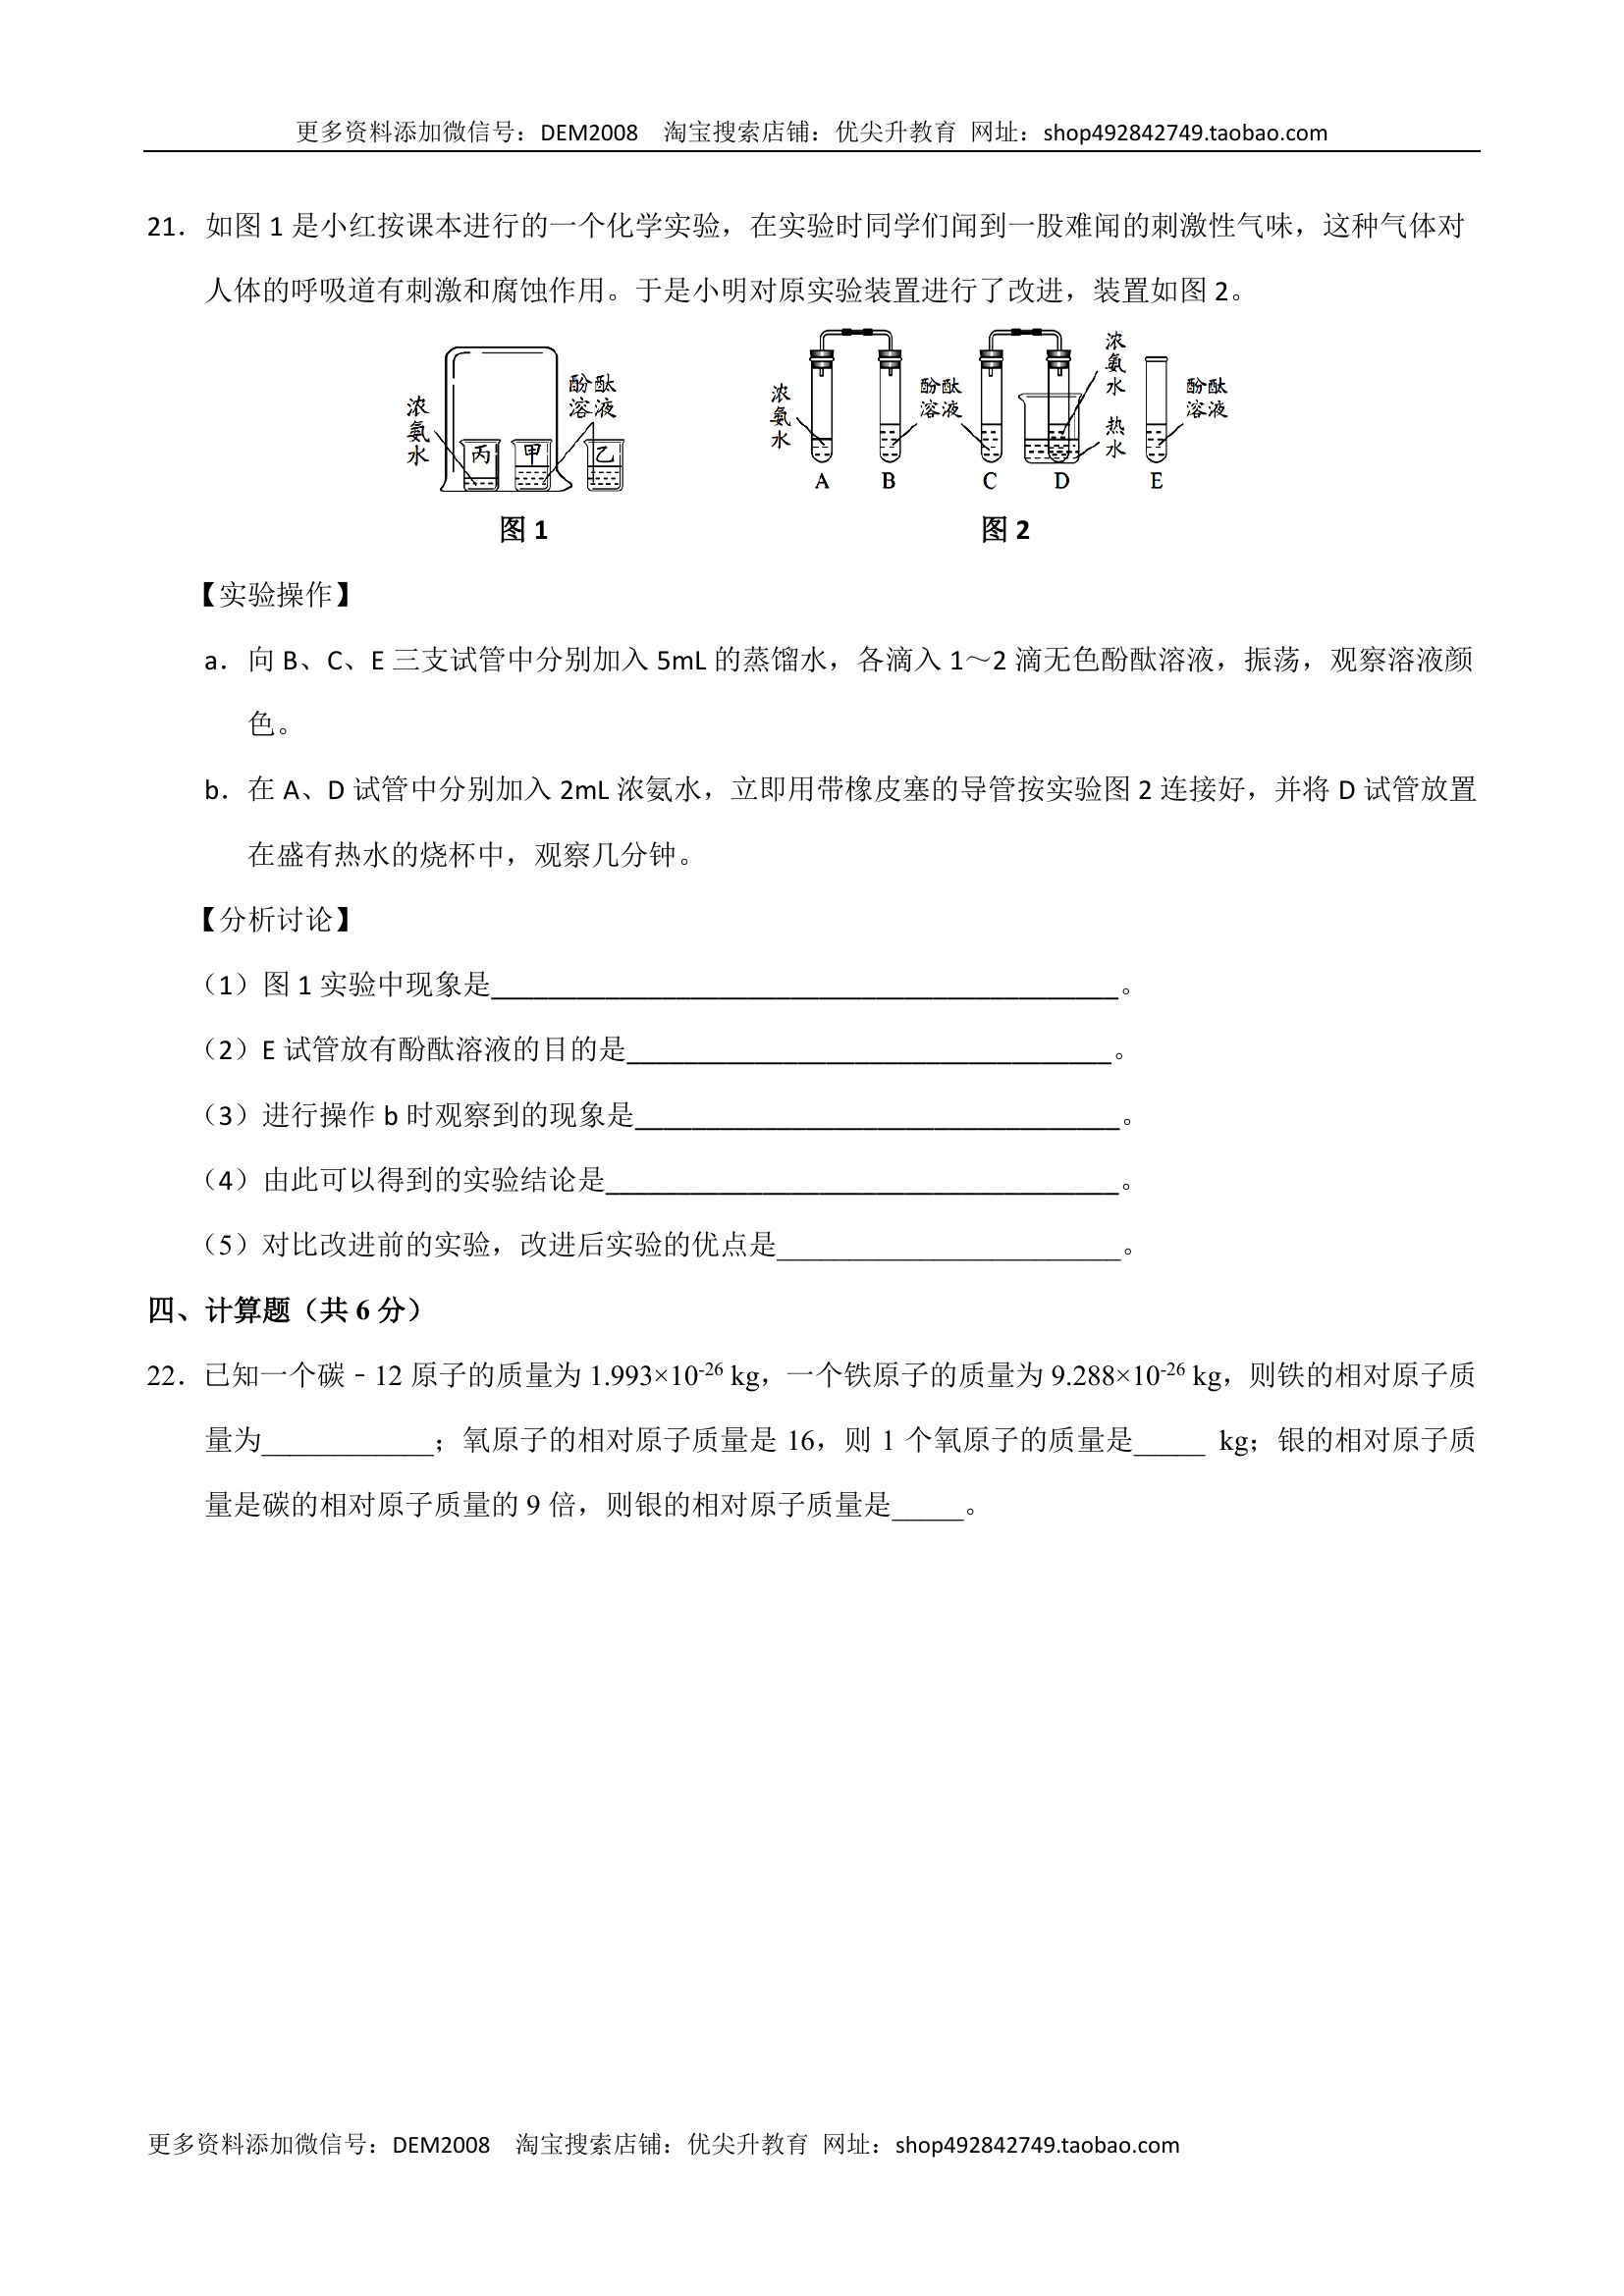 更多资料添加微信号：DEM2008 淘宝搜索店铺：优尖升教育 网址：shop492842749.taobao.com
21．如图 1 是小红按课本进行的一个化学实验，在实验时同学们闻到一股难闻的刺激性气味，这种气体对
人体的呼吸道有刺激和腐蚀作用。于是小明对原实验装置进行了改进，装置如图 2。
浓氨水
丙
甲
乙
酚酞溶液
浓氨水
酚酞溶液
浓氨水
热水
酚酞溶液
A B C D E
图 1 图 2
【实验操作】
a．向 B、C、E 三支试管中分别加入 5mL 的蒸馏水，各滴入 1～2 滴无色酚酞溶液，振荡，观察溶液颜
色。
b．在 A、D 试管中分别加入 2mL 浓氨水，立即用带橡皮塞的导管按实验图 2 连接好，并将 D 试管放置
在盛有热水的烧杯中，观察几分钟。
【分析讨论】
（1）图 1 实验中现象是____________________________________________。
（2）E 试管放有酚酞溶液的目的是__________________________________。
（3）进行操作 b 时观察到的现象是__________________________________。
（4）由此可以得到的实验结论是____________________________________。
（5）对比改进前的实验，改进后实验的优点是________________________。
四、计算题（共 6 分）
22．已知一个碳﹣12 原子的质量为 1.993×10⁻²⁶ kg，一个铁原子的质量为 9.288×10⁻²⁶ kg，则铁的相对原子质
量为____________；氧原子的相对原子质量是 16，则 1 个氧原子的质量是_____ kg；银的相对原子质
量是碳的相对原子质量的 9 倍，则银的相对原子质量是_____。
更多资料添加微信号：DEM2008 淘宝搜索店铺：优尖升教育 网址：shop492842749.taobao.com